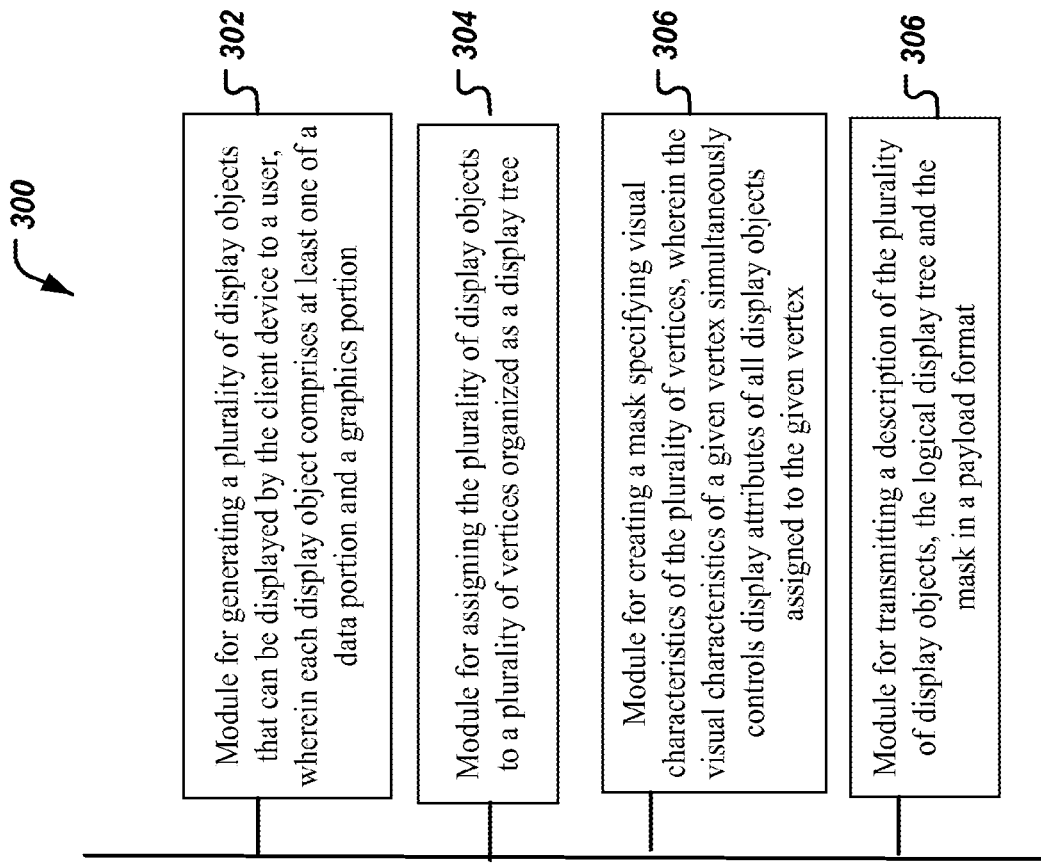 300
302
Module for generating a plurality of display objects
that can be displayed by the client device to a user,
wherein each display object comprises at least one of a
data portion and a graphics portion
304
Module for assigning the plurality of display objects
to a plurality of vertices organized as a display tree
306
Module for creating a mask specifying visual
characteristics of the plurality of vertices, wherein the
visual characteristics of a given vertex simultaneously
controls display attributes of all display objects
assigned to the given vertex
306
Module for transmitting a description of the plurality
of display objects, the logical display tree and the
mask in a payload format